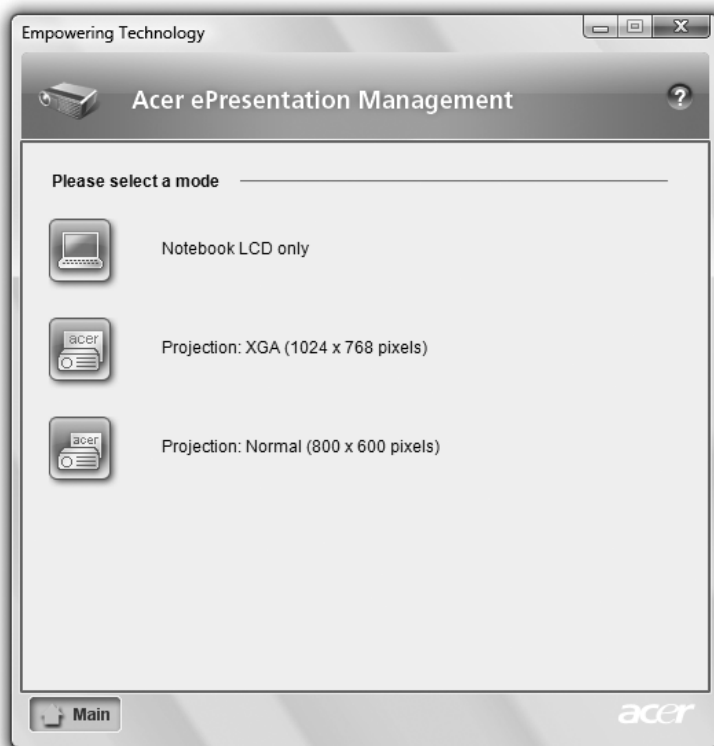 Empowering Technology
Acer ePresentation Management
?
Please select a mode
Notebook LCD only
acer
Projection: XGA (1024 x 768 pixels)
acer
Projection: Normal (800 x 600 pixels)
Main
acer